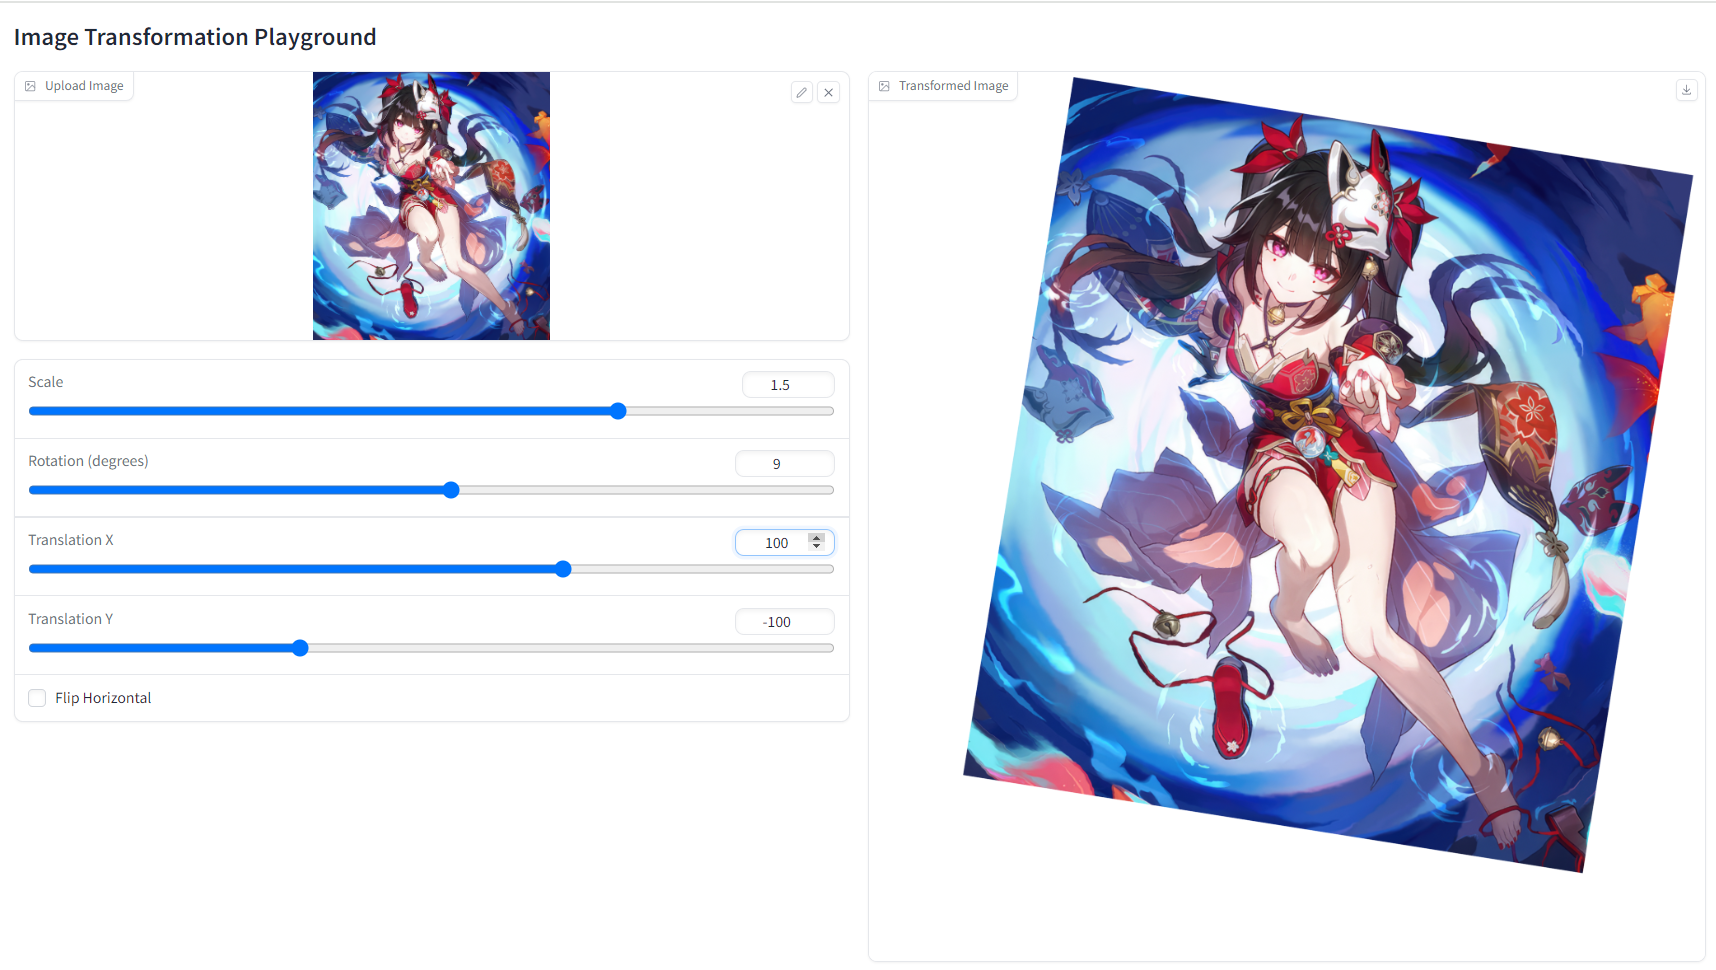 Image Transformation Playground
Upload Image
Transformed Image
Scale
1.5
Rotation (degrees)
9
Translation X
100
Translation Y
-100
Flip Horizontal